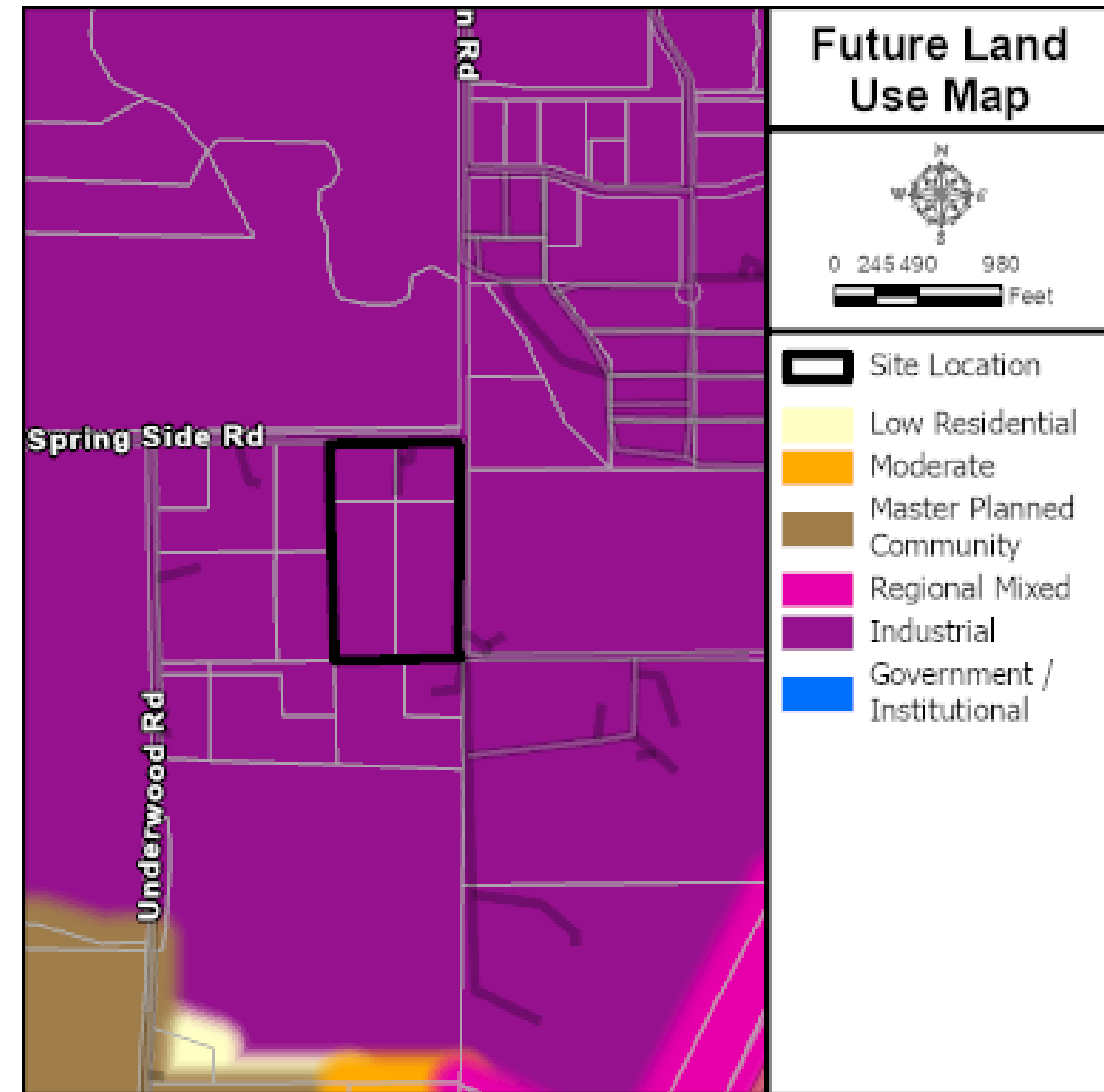 n Rd
Spring Side Rd
Underwood Rd
Future Land
Use Map
N
W E
S
0 245 490 980
Feet
Site Location
Low Residential
Moderate
Master Planned
Community
Regional Mixed
Industrial
Government /
Institutional